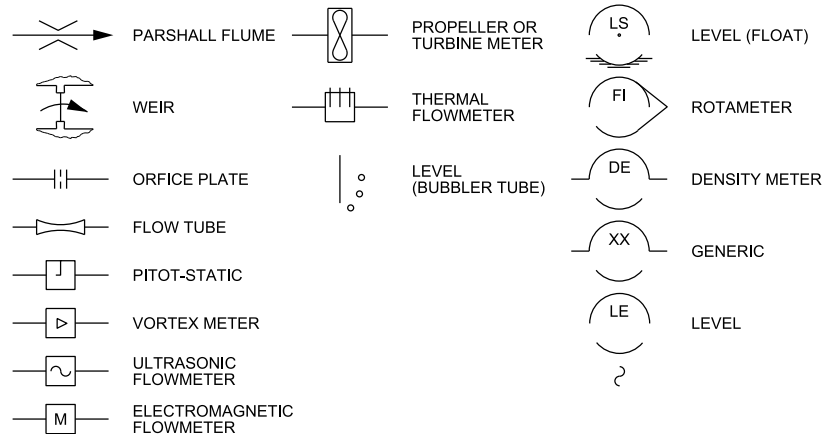 PARSHALL FLUME
WEIR
ORFICE PLATE
FLOW TUBE
PITOT-STATIC
VORTEX METER
ULTRASONIC
FLOWMETER
M
ELECTROMAGNETIC
FLOWMETER
PROPELLER OR
TURBINE METER
THERMAL
FLOWMETER
LEVEL
(BUBBLER TUBE)
LS
LEVEL (FLOAT)
FI
ROTAMETER
DE
DENSITY METER
XX
GENERIC
LE
LEVEL